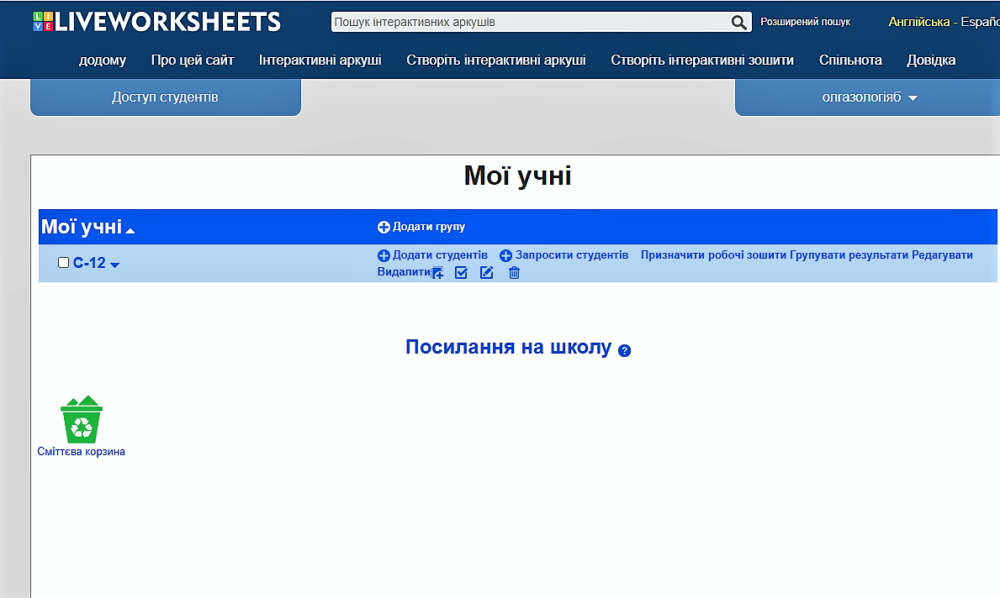 LIVE LIVEWORKSHEETS Пошук інтерактивних аркушів Розширений пошук Англійська - Españo
додому Про цей сайт Інтерактивні аркуші Створіть інтерактивні аркуші Створіть інтерактивні зошити Спільнота Довідка
Доступ студентів олгазологіяб
Мої учні
Мої учні Додати групу
C-12 Додати студентів Запросити студентів Призначити робочі зошити Групувати результати Редагувати
Видалити
Посилання на школу ?
Сміттєва корзина